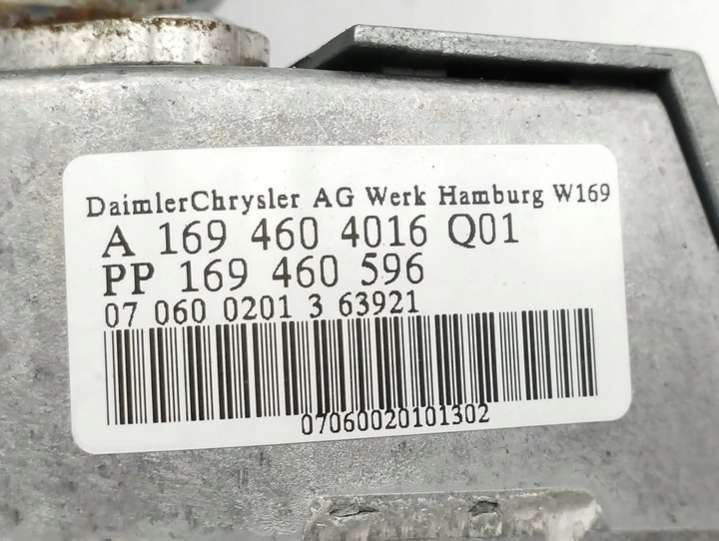 DaimlerChrysler AG Werk Hamburg W169
A 169 460 4016 Q01
PP 169 460 596
07 060 0201 3 63921
07060020101302